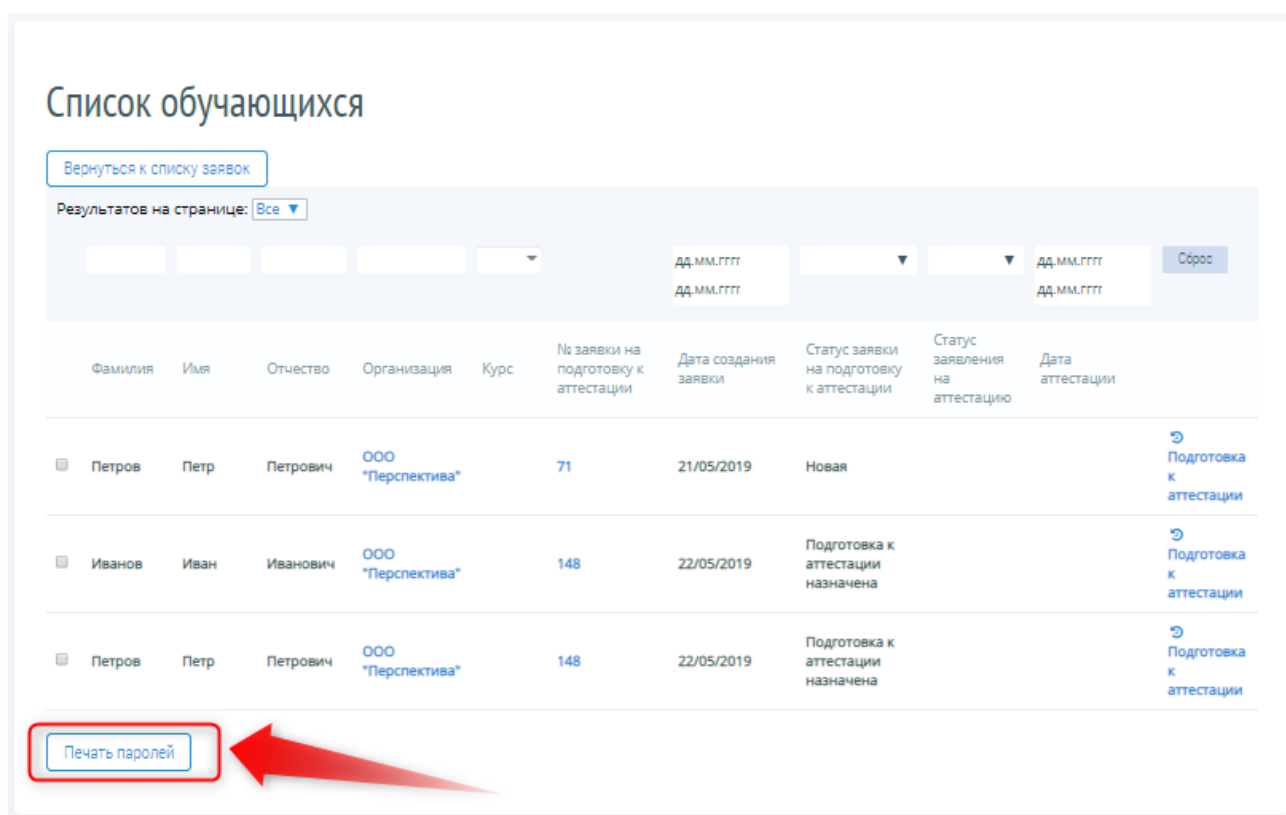 Список обучающихся
Вернуться к списку заявок
Результатов на странице: Все ▼
дд.мм.гггг ▼ ▼ дд.мм.гггг Сброс
дд.мм.гггг дд.мм.гггг
Фамилия Имя Отчество Организация Курс № заявки на подготовку к аттестации Дата создания заявки Статус заявки на подготовку к аттестации Статус заявления на аттестацию Дата аттестации
Петров Петр Петрович ООО "Перспектива" 71 21/05/2019 Новая Подготовка к аттестации
Иванов Иван Иванович ООО "Перспектива" 148 22/05/2019 Подготовка к аттестации назначена Подготовка к аттестации
Петров Петр Петрович ООО "Перспектива" 148 22/05/2019 Подготовка к аттестации назначена Подготовка к аттестации
Печать паролей